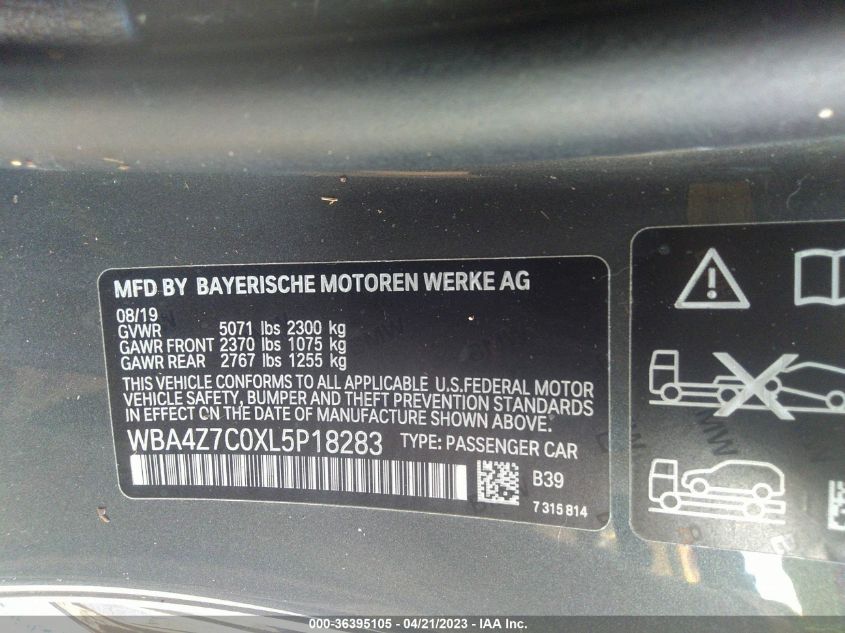 MFD BY BAYERISCHE MOTOREN WERKE AG
08/19
GVWR 5071 lbs 2300 kg
GAWR FRONT 2370 lbs 1075 kg
GAWR REAR 2767 lbs 1255 kg
THIS VEHICLE CONFORMS TO ALL APPLICABLE U.S.FEDERAL MOTOR
VEHICLE SAFETY, BUMPER AND THEFT PREVENTION STANDARDS
IN EFFECT ON THE DATE OF MANUFACTURE SHOWN ABOVE.
WBA4Z7C0XL5P18283 TYPE: PASSENGER CAR
B39
7 315 814
000-36395105 - 04/21/2023 - IAA Inc.